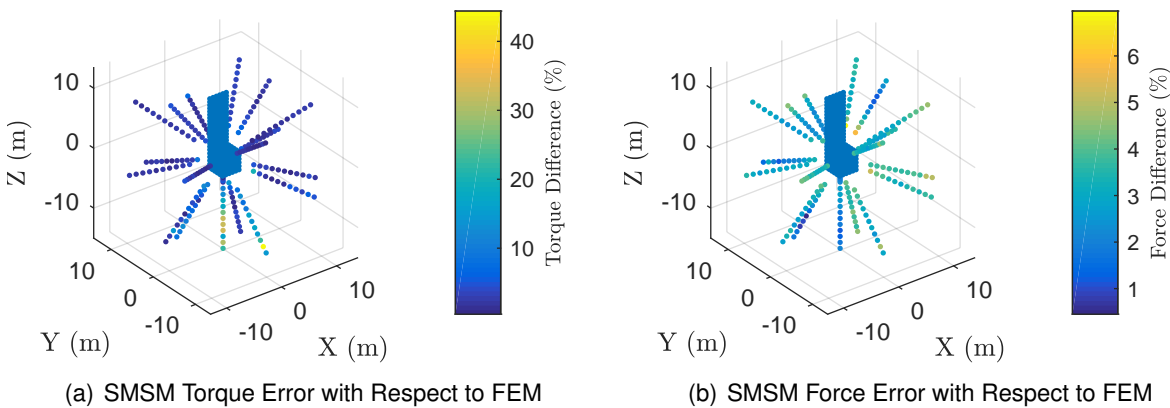 10
0
-10
Z (m)
10
0
-10
Y (m)
-10
0
10
X (m)
40
30
20
10
Torque Difference (%)
(a) SMSM Torque Error with Respect to FEM
10
0
-10
Z (m)
10
0
-10
Y (m)
-10
0
10
X (m)
6
5
4
3
2
1
Force Difference (%)
(b) SMSM Force Error with Respect to FEM